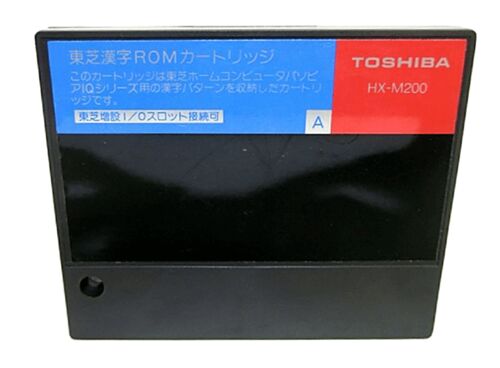 東芝漢字ROMカートリッジ
このカートリッジは東芝ホームコンピュータパソピ
アIQシリーズ用の漢字パターンを収納したカートリ
ッジです。
東芝増設I/Oスロット接続可
A
TOSHIBA
HX-M200